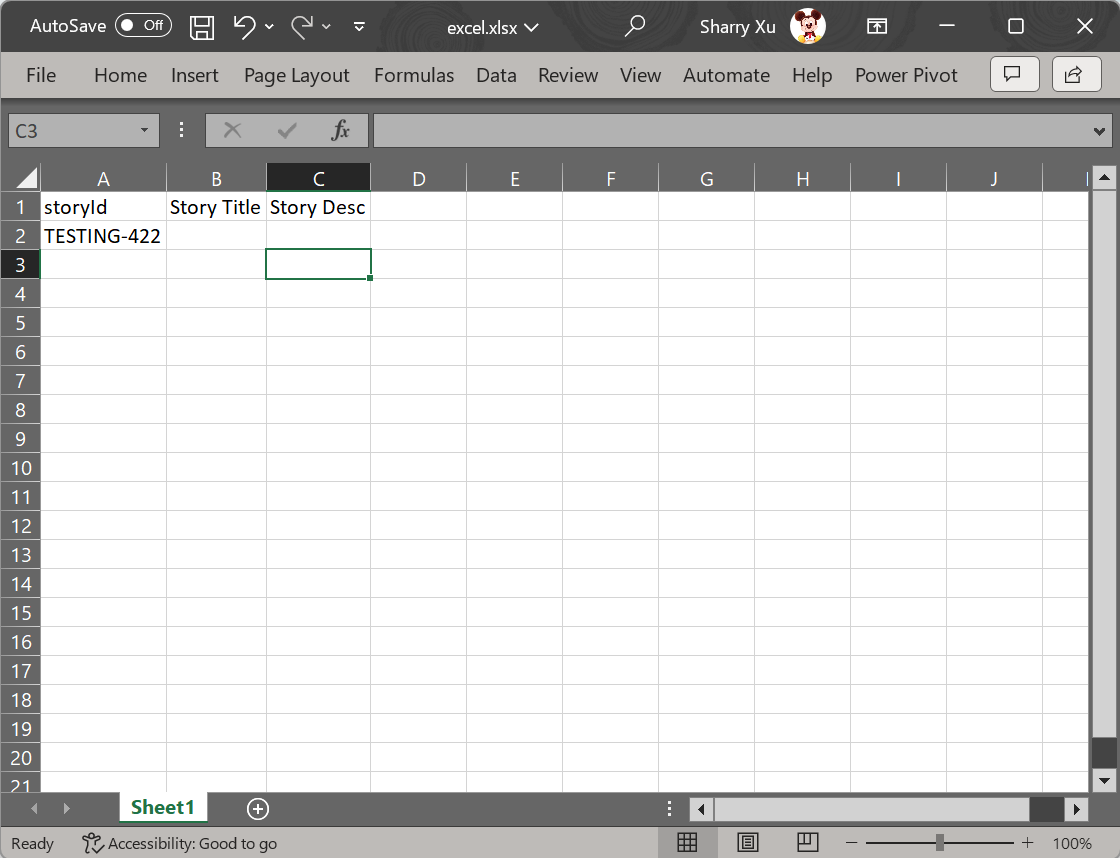 AutoSave Off excel.xlsx Sharry Xu
File Home Insert Page Layout Formulas Data Review View Automate Help Power Pivot
C3 fx
A B C D E F G H I J
1 storyId Story Title Story Desc
2 TESTING-422
3
4
5
6
7
8
9
10
11
12
13
14
15
16
17
18
19
20
21
Sheet1
Ready Accessibility: Good to go 100%